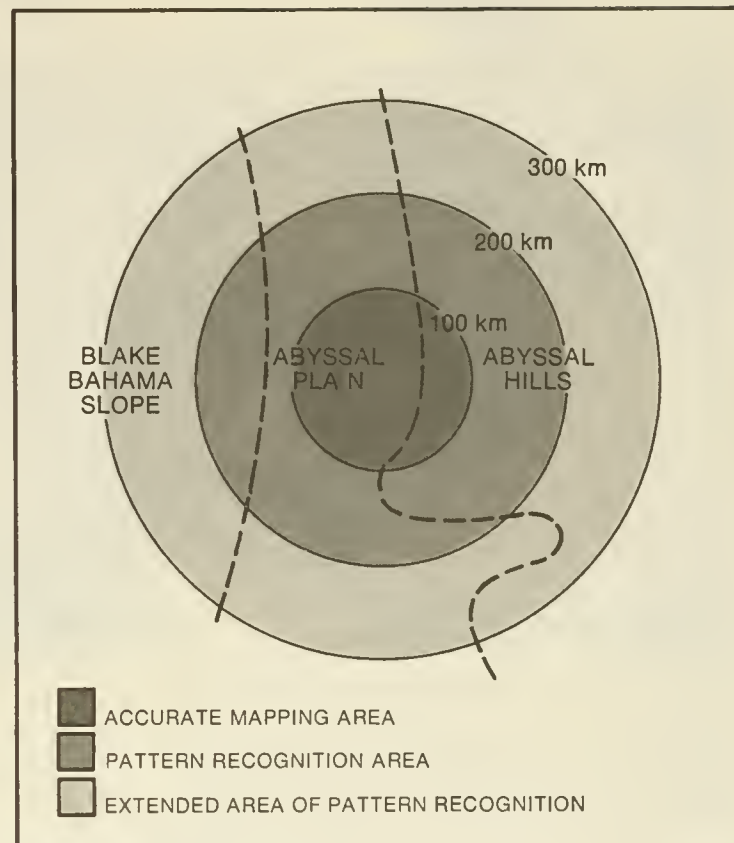 300 km
200 km
100 km
BLAKE
BAHAMA
SLOPE
ABYSSAL
PLA N
ABYSSAL
HILLS
ACCURATE MAPPING AREA
PATTERN RECOGNITION AREA
EXTENDED AREA OF PATTERN RECOGNITION